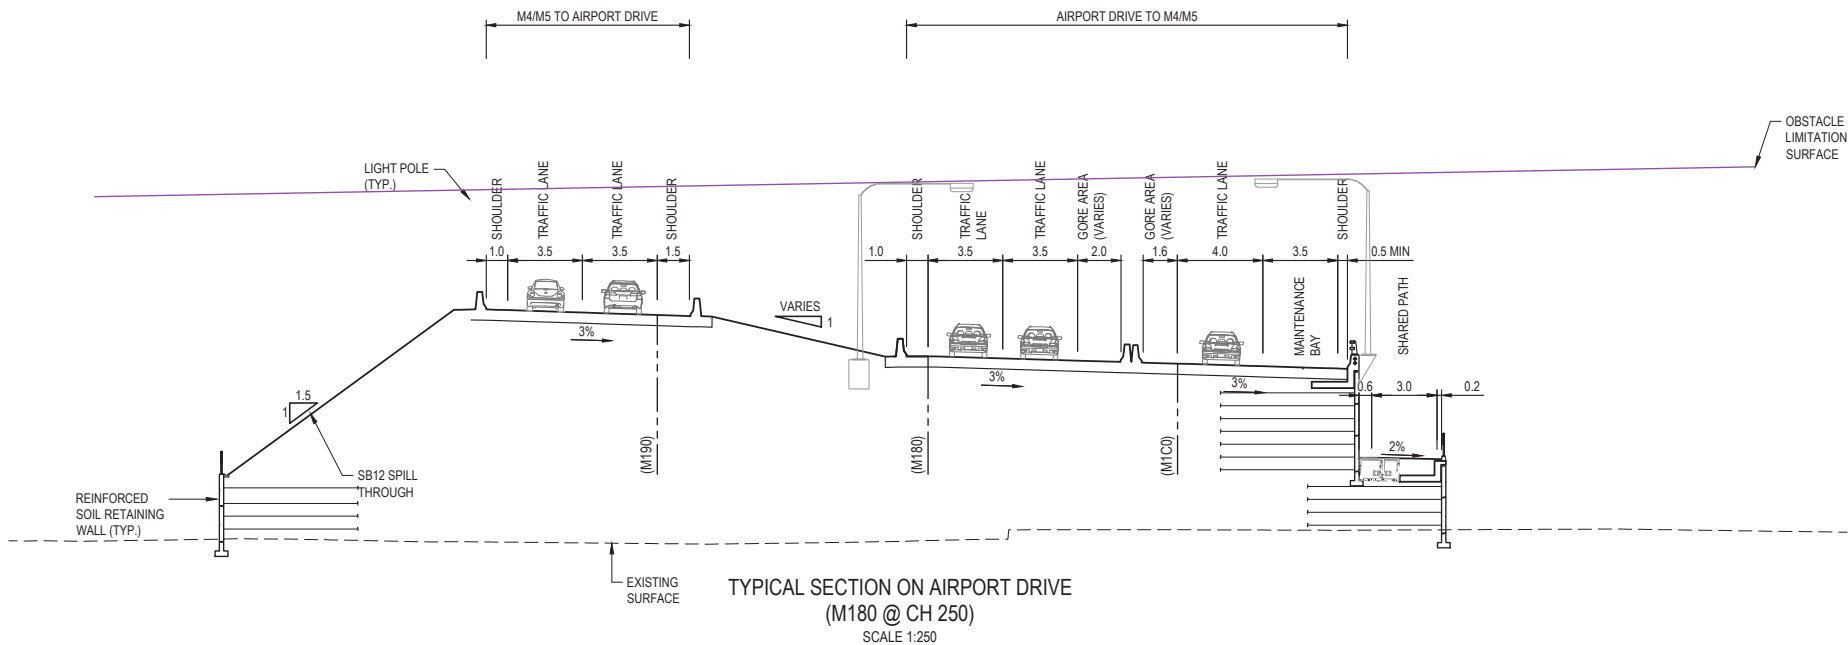 M4/M5 TO AIRPORT DRIVE
AIRPORT DRIVE TO M4/M5
OBSTACLE
LIMITATION
SURFACE
LIGHT POLE
(TYP.)
SHOULDER
TRAFFIC LANE
TRAFFIC LANE
SHOULDER
SHOULDER
TRAFFIC
LANE
TRAFFIC LANE
GORE AREA
(VARIES)
GORE AREA
(VARIES)
TRAFFIC LANE
SHOULDER
1.0
3.5
3.5
1.5
1.0
3.5
3.5
2.0
1.6
4.0
3.5
0.5 MIN
VARIES
1
MAINTENANCE
BAY
SHARED PATH
3%
3%
3%
0.6
3.0
0.2
1.5
1
(M190)
(M180)
(M1C0)
2%
SB12 SPILL
THROUGH
REINFORCED
SOIL RETAINING
WALL (TYP.)
EXISTING
SURFACE
TYPICAL SECTION ON AIRPORT DRIVE
(M180 @ CH 250)
SCALE 1:250